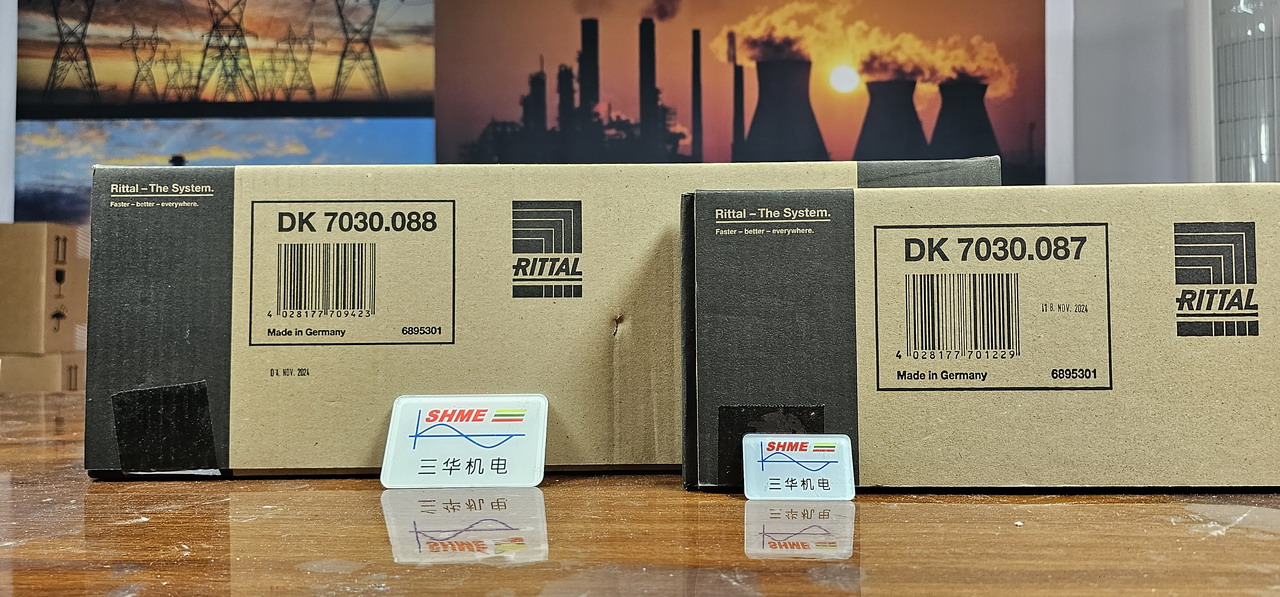 Rittal – The System.
Faster – better – everywhere.
DK 7030.088
4 028177 709423
Made in Germany 6895301
04. NOV. 2024
RITTAL
SHME
三华机电
Rittal – The System.
Faster – better – everywhere.
DK 7030.087
18. NOV. 2024
4 028177 701229
Made in Germany 6895301
RITTAL
SHME
三华机电